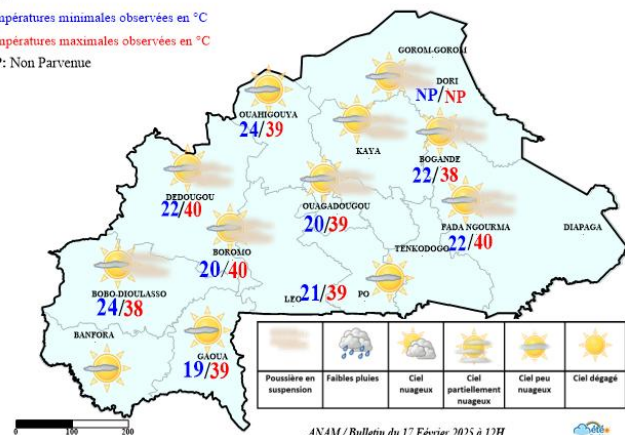 mpératures minimales observées en °C
mpératures maximales observées en °C
P: Non Parvenue
GOROM-GOROM
DORI
NP/NP
OUAHIGOUYA
24/39
KAYA
BOGANDE
22/38
DEDOUGOU
22/40
OUAGADOUGOU
20/39
FADA NGOURMA
22/40
DIAPAGA
TENKODOGO
BOROMO
20/40
LEO
21/39
PO
BOBO-DIOULASSO
24/38
BANFORA
GAOUA
19/39
Poussière en suspension
Faibles pluies
Ciel nuageux
Ciel partiellement nuageux
Ciel peu nuageux
Ciel dégagé
0 100 200
ANAM / Bulletin du 17 Février 2025 à 12H